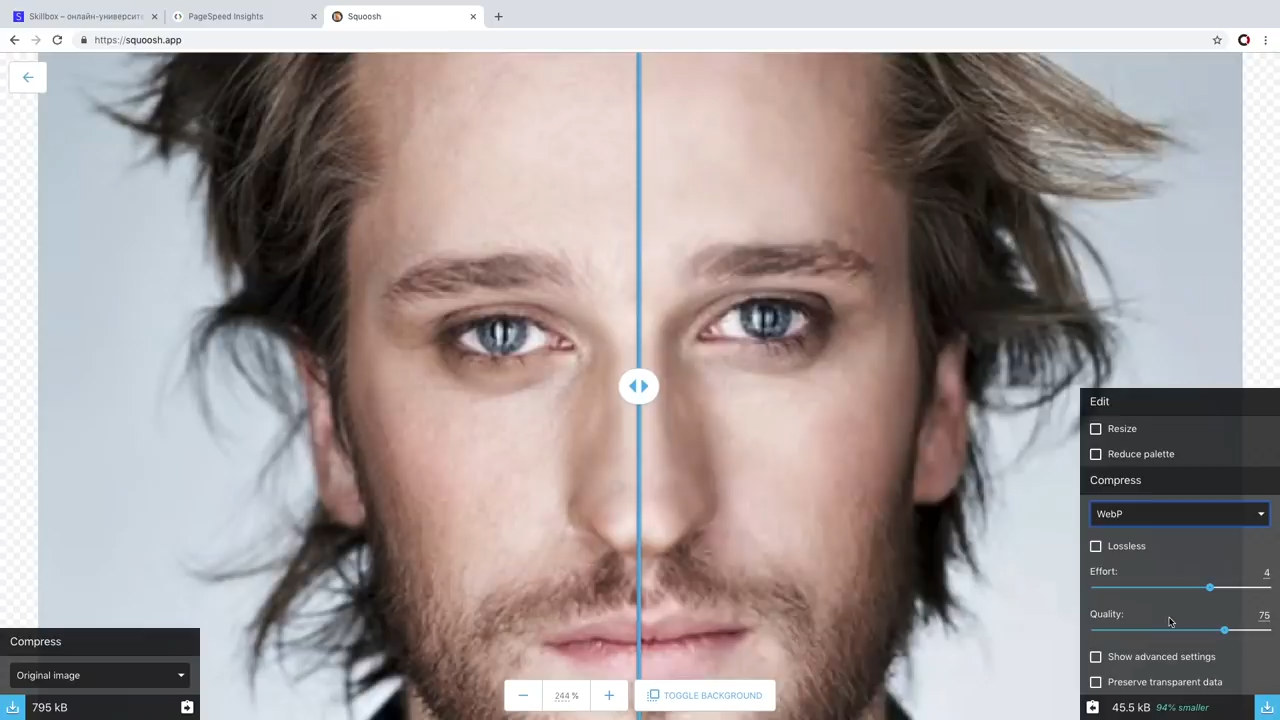 Skillbox – онлайн-университ
PageSpeed Insights
Squoosh
https://squoosh.app
Edit
Resize
Reduce palette
Compress
WebP
Lossless
Effort: 4
Quality: 75
Show advanced settings
Preserve transparent data
45.5 kB 94% smaller
Compress
Original image
795 kB
244 %
TOGGLE BACKGROUND